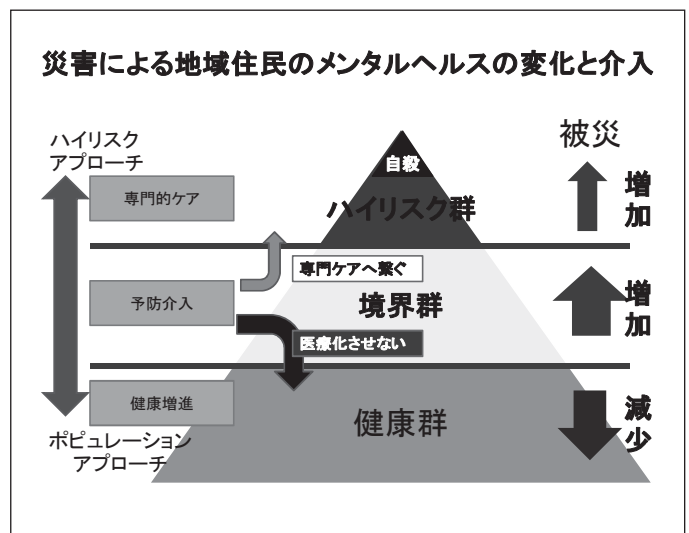 災害による地域住民のメンタルヘルスの変化と介入
ハイリスク
アプローチ
被災
自殺
専門的ケア
ハイリスク群
増
加
専門ケアへ繋ぐ
予防介入
境界群
増
加
医療化させない
健康増進
健康群
減
少
ポピュレーション
アプローチ